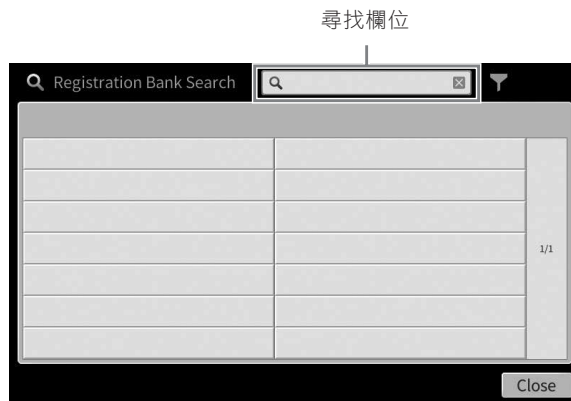 尋找欄位
Registration Bank Search
1/1
Close